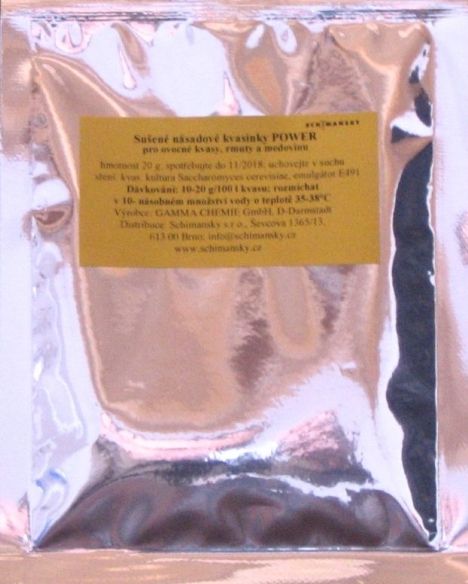 SCHIMANSKY
Sušené násadové kvasinky POWER
pro ovocné kvasy, rmuty a medovinu
hmotnost 20 g, spotřebujte do 11/2018, uchovejte v suchu
slení: kvas. kultura Saccharomyces cerevisiae, emulgátor E491
Dávkování: 10-20 g/100 l kvasu; rozmíchat
v 10- násobném množství vody o teplotě 35-38°C
Výrobce: GAMMA CHEMIE GmbH, D-Darmstadt
Distribuce: Schimansky s.r.o., Ševcova 1365/13,
613 00 Brno; info@schimansky.cz
www.schimansky.cz